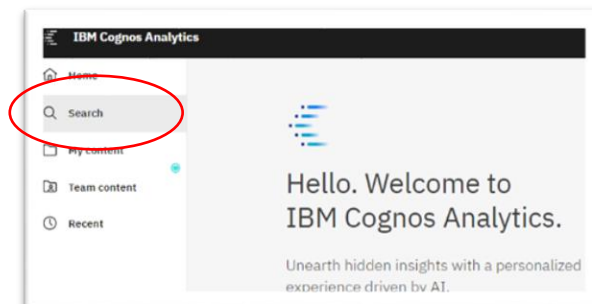 IBM Cognos Analytics
Home
Search
My content
Team content
Recent
Hello. Welcome to
IBM Cognos Analytics.
Unearth hidden insights with a personalized
experience driven by AI.